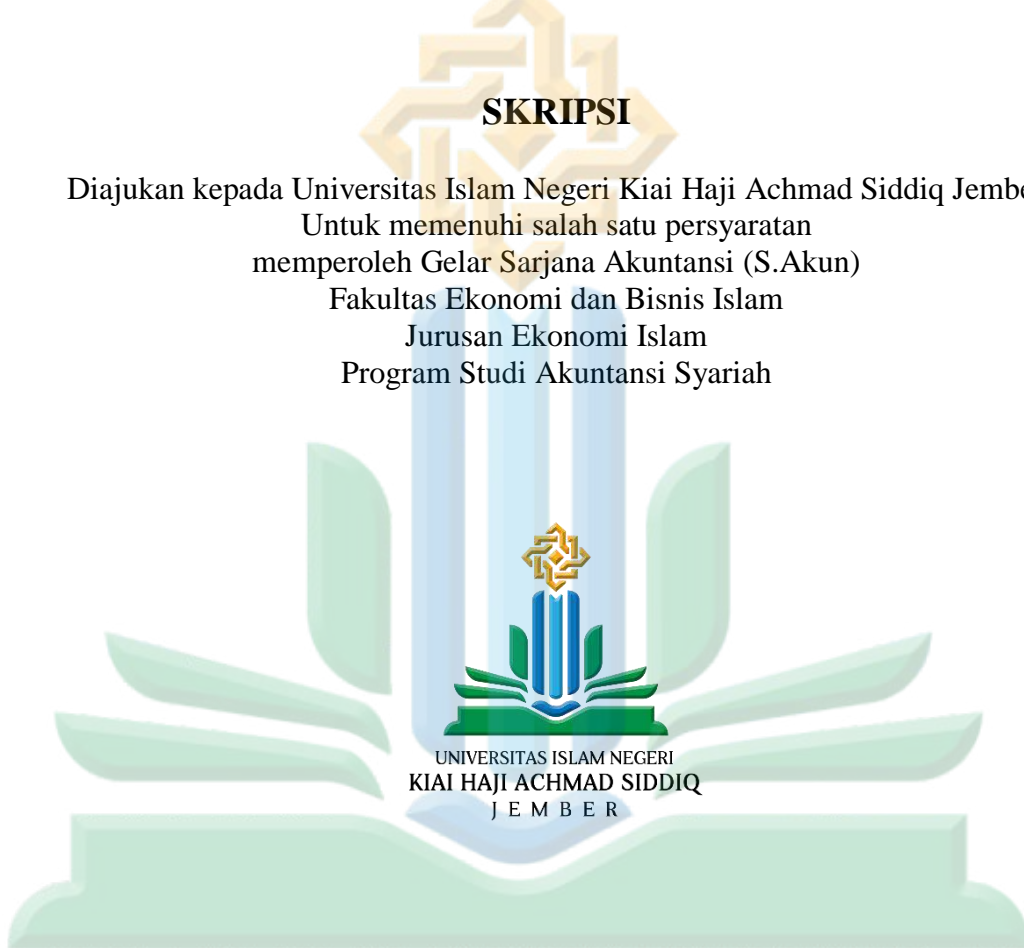 SKRIPSI
Diajukan kepada Universitas Islam Negeri Kiai Haji Achmad Siddiq Jembe
Untuk memenuhi salah satu persyaratan
memperoleh Gelar Sarjana Akuntansi (S.Akun)
Fakultas Ekonomi dan Bisnis Islam
Jurusan Ekonomi Islam
Program Studi Akuntansi Syariah
UNIVERSITAS ISLAM NEGERI
KIAI HAJI ACHMAD SIDDIQ
JEMBER